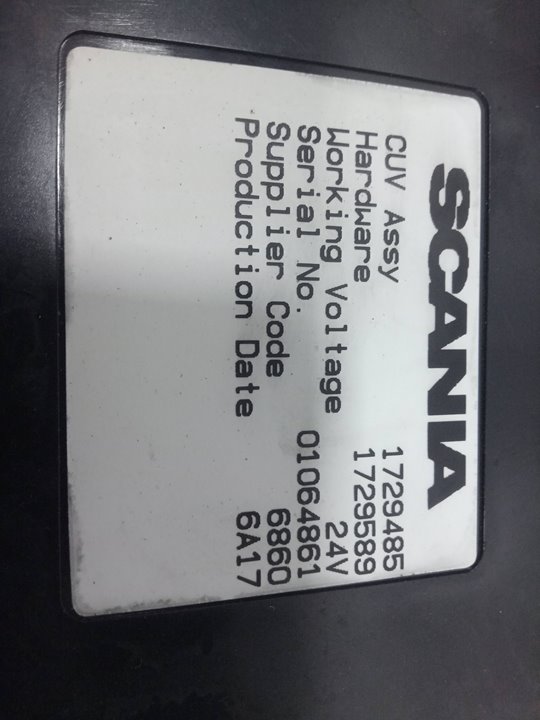 SCANIA
CUV Assy 1729485
Hardware 1729589
Working Voltage 24V
Serial No. 01064861
Supplier Code 6860
Production Date 6A17